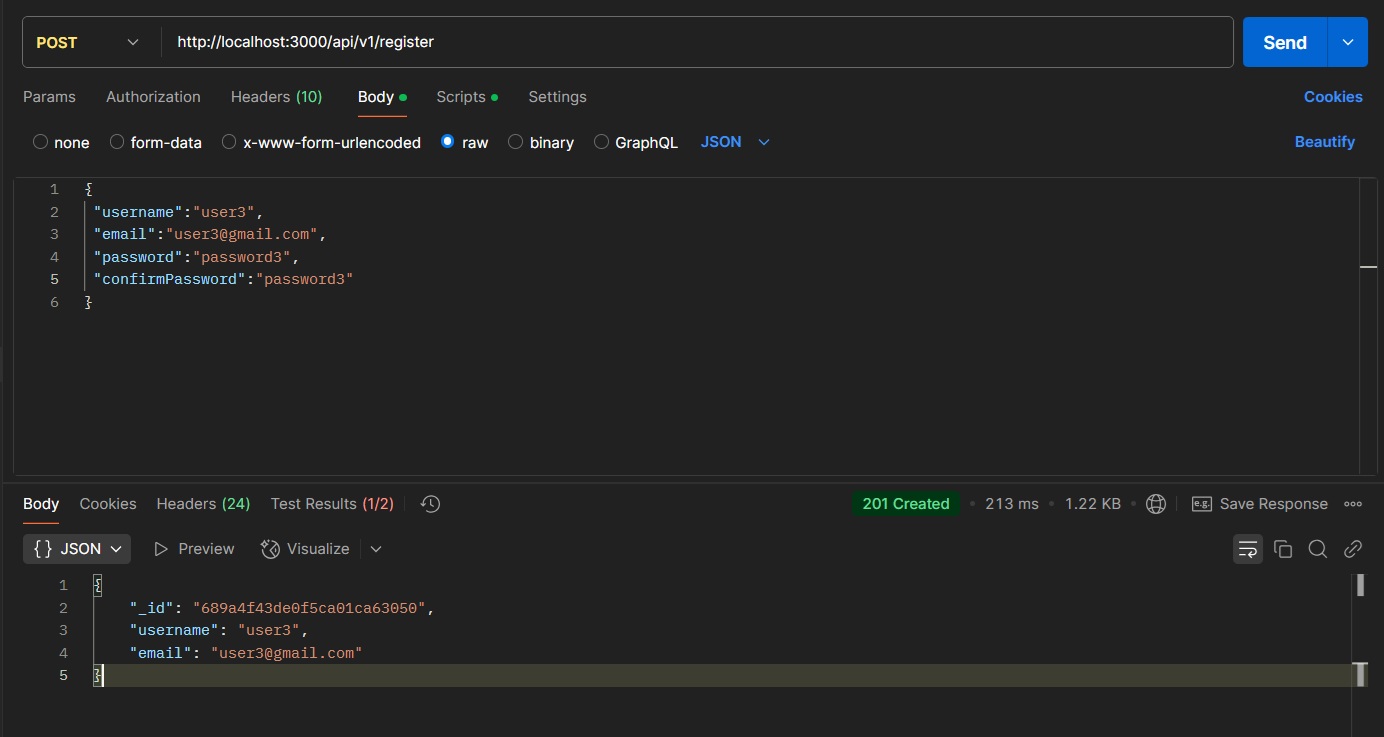 POST http://localhost:3000/api/v1/register Send
Params Authorization Headers (10) Body Scripts Settings Cookies
none form-data x-www-form-urlencoded raw binary GraphQL JSON Beautify
1 {
2 "username":"user3",
3 "email":"user3@gmail.com",
4 "password":"password3",
5 "confirmPassword":"password3"
6 }
Body Cookies Headers (24) Test Results (1/2) 201 Created • 213 ms • 1.22 KB • e.g. Save Response
{} JSON Preview Visualize
1 {
2 "_id": "689a4f43de0f5ca01ca63050",
3 "username": "user3",
4 "email": "user3@gmail.com"
5 }